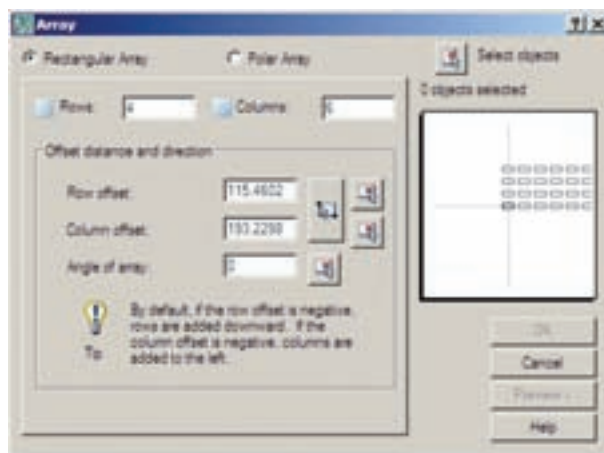 Array
Rectangular Array
Polar Array
Select objects
0 objects selected
Rows: 4
Columns: 6
Offset distance and direction
Row offset: 115.4602
Column offset: 193.2298
Angle of array: 0
Tip
By default, if the row offset is negative,
rows are added downward. If the
column offset is negative, columns are
added to the left.
OK
Cancel
Preview <
Help